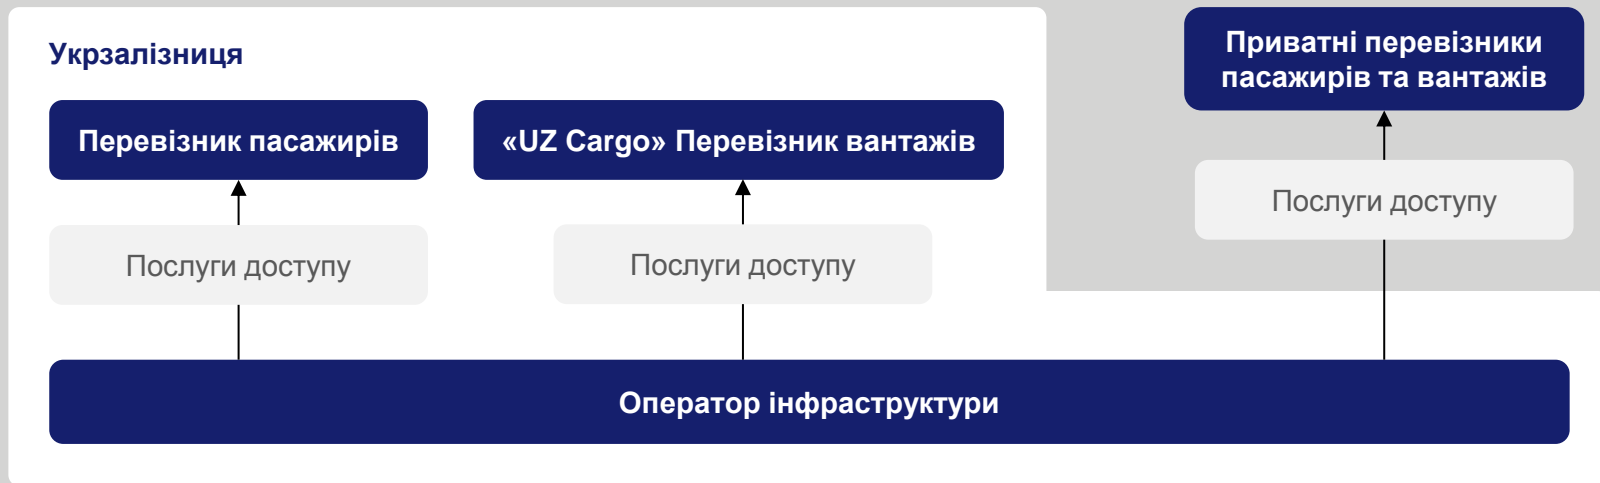 Укрзалізниця
Приватні перевізники
пасажирів та вантажів
Перевізник пасажирів
«UZ Cargo» Перевізник вантажів
Послуги доступу
Послуги доступу
Послуги доступу
Оператор інфраструктури